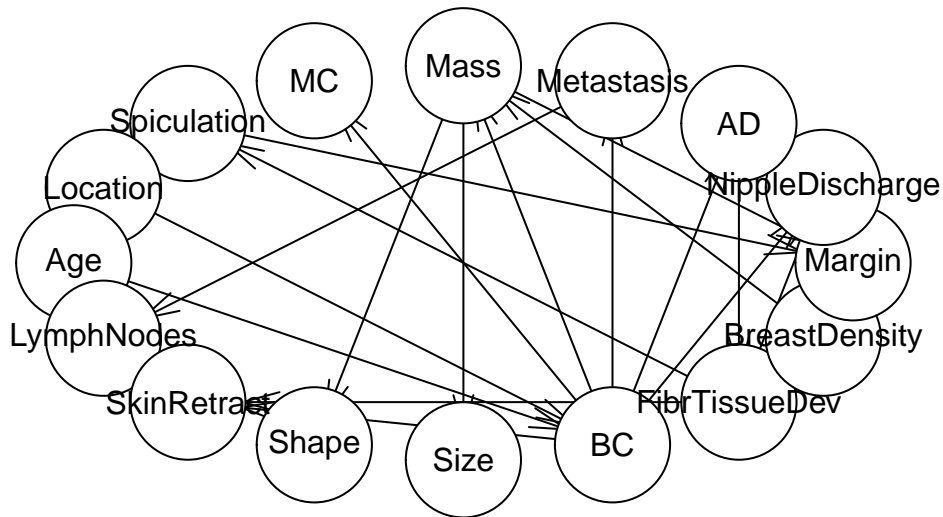 Mass
MC
Metastasis
Spiculation
AD
Location
NippleDischarge
Age
Margin
LymphNodes
BreastDensity
SkinRetract
FibrTissueDev
Shape
Size
BC